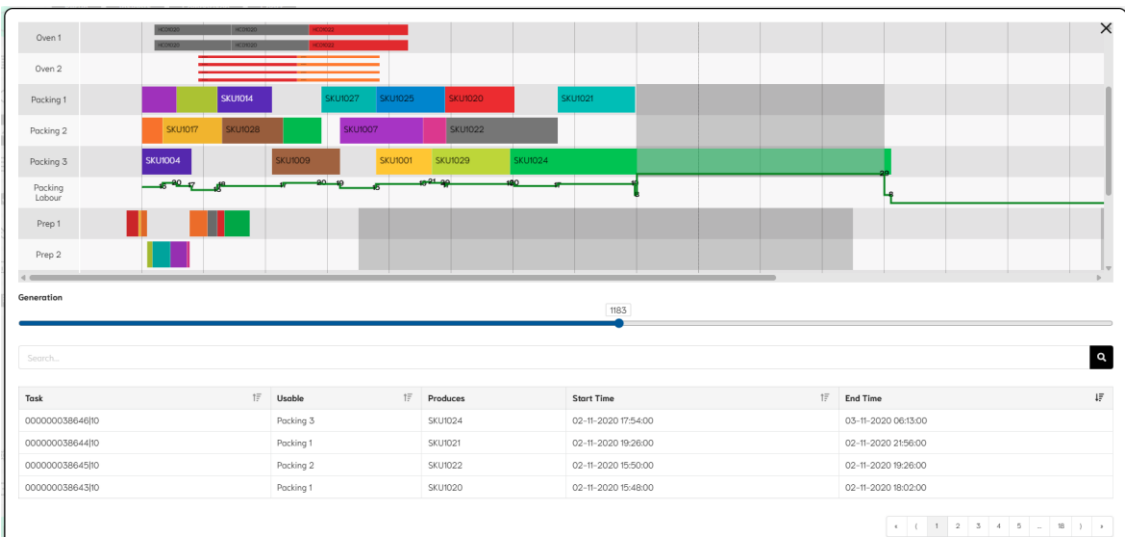 Oven 1
Oven 2
Packing 1 SKU1014 SKU1027 SKU1025 SKU1020 SKU1021
Packing 2 SKU1017 SKU1028 SKU1007 SKU1022
Packing 3 SKU1004 SKU1009 SKU1001 SKU1029 SKU1024
Packing
Labour
Prep 1
Prep 2
Generation
1183
Search...
Task Usable Produces Start Time End Time
000000038646|10 Packing 3 SKU1024 02-11-2020 17:54:00 03-11-2020 06:13:00
000000038644|10 Packing 1 SKU1021 02-11-2020 19:26:00 02-11-2020 21:56:00
000000038645|10 Packing 2 SKU1022 02-11-2020 15:50:00 02-11-2020 19:26:00
000000038643|10 Packing 1 SKU1020 02-11-2020 15:48:00 02-11-2020 18:02:00
1 2 3 4 5 ... 18